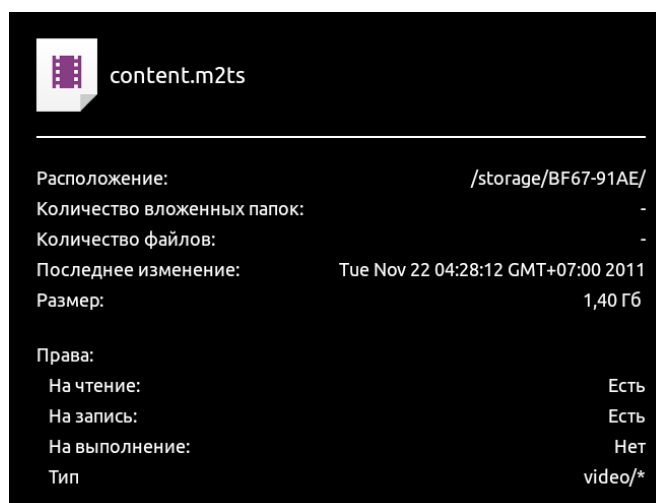 content.m2ts
Расположение: /storage/BF67-91AE/
Количество вложенных папок: -
Количество файлов: -
Последнее изменение: Tue Nov 22 04:28:12 GMT+07:00 2011
Размер: 1,40 Гб
Права:
На чтение: Есть
На запись: Есть
На выполнение: Нет
Тип video/*